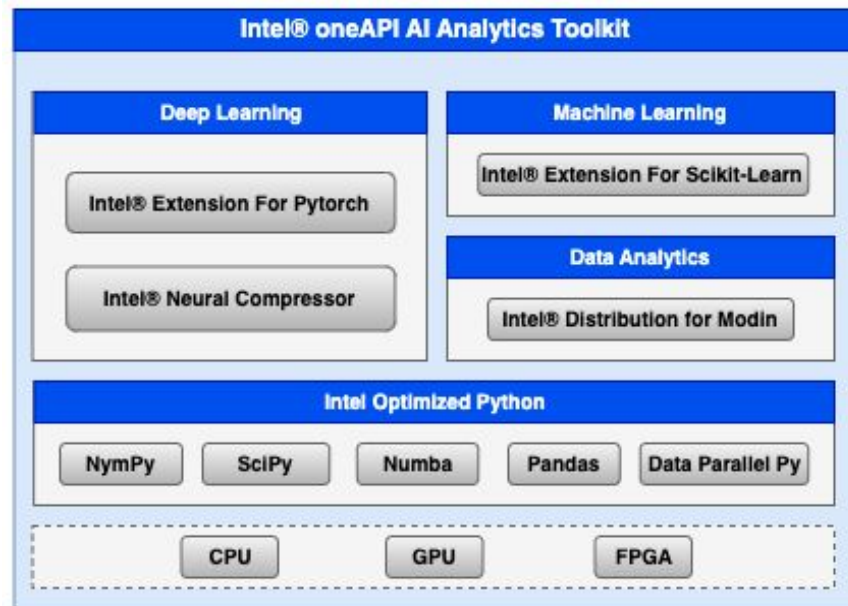 Intel® oneAPI AI Analytics Toolkit
Deep Learning
Intel® Extension For Pytorch
Intel® Neural Compressor
Machine Learning
Intel® Extension For Scikit-Learn
Data Analytics
Intel® Distribution for Modin
Intel Optimized Python
NymPy
SciPy
Numba
Pandas
Data Parallel Py
CPU
GPU
FPGA